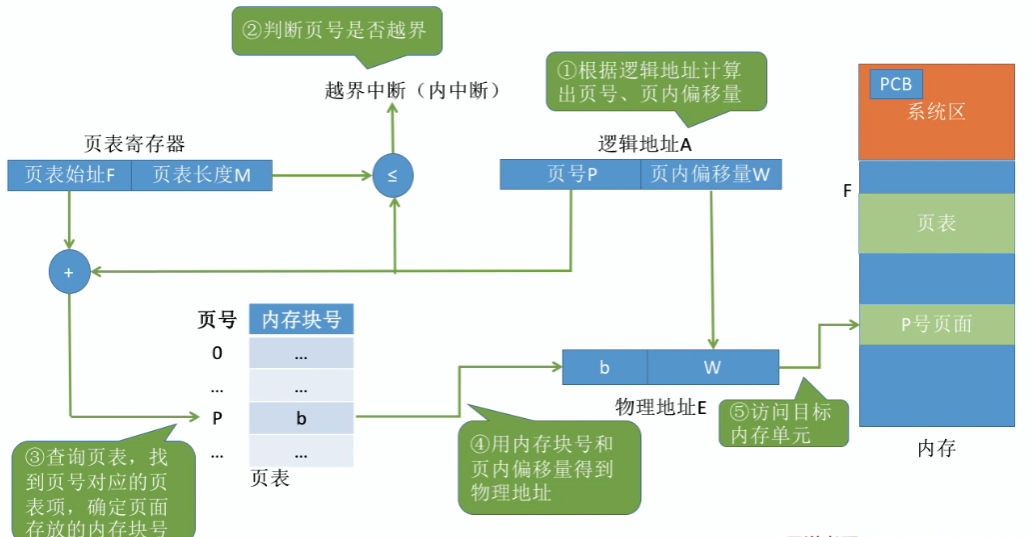 ②判断页号是否越界
越界中断（内中断）
①根据逻辑地址计算
出页号、页内偏移量
PCB
系统区
页表寄存器
页表始址F 页表长度M
≤
逻辑地址A
页号P 页内偏移量W
F
页表
+
页号 内存块号
0 …
… …
P b
… …
页表
b W
物理地址E
P号页面
③查询页表，找
到页号对应的页
表项，确定页面
存放的内存块号
④用内存块号和
页内偏移量得到
物理地址
⑤访问目标
内存单元
内存